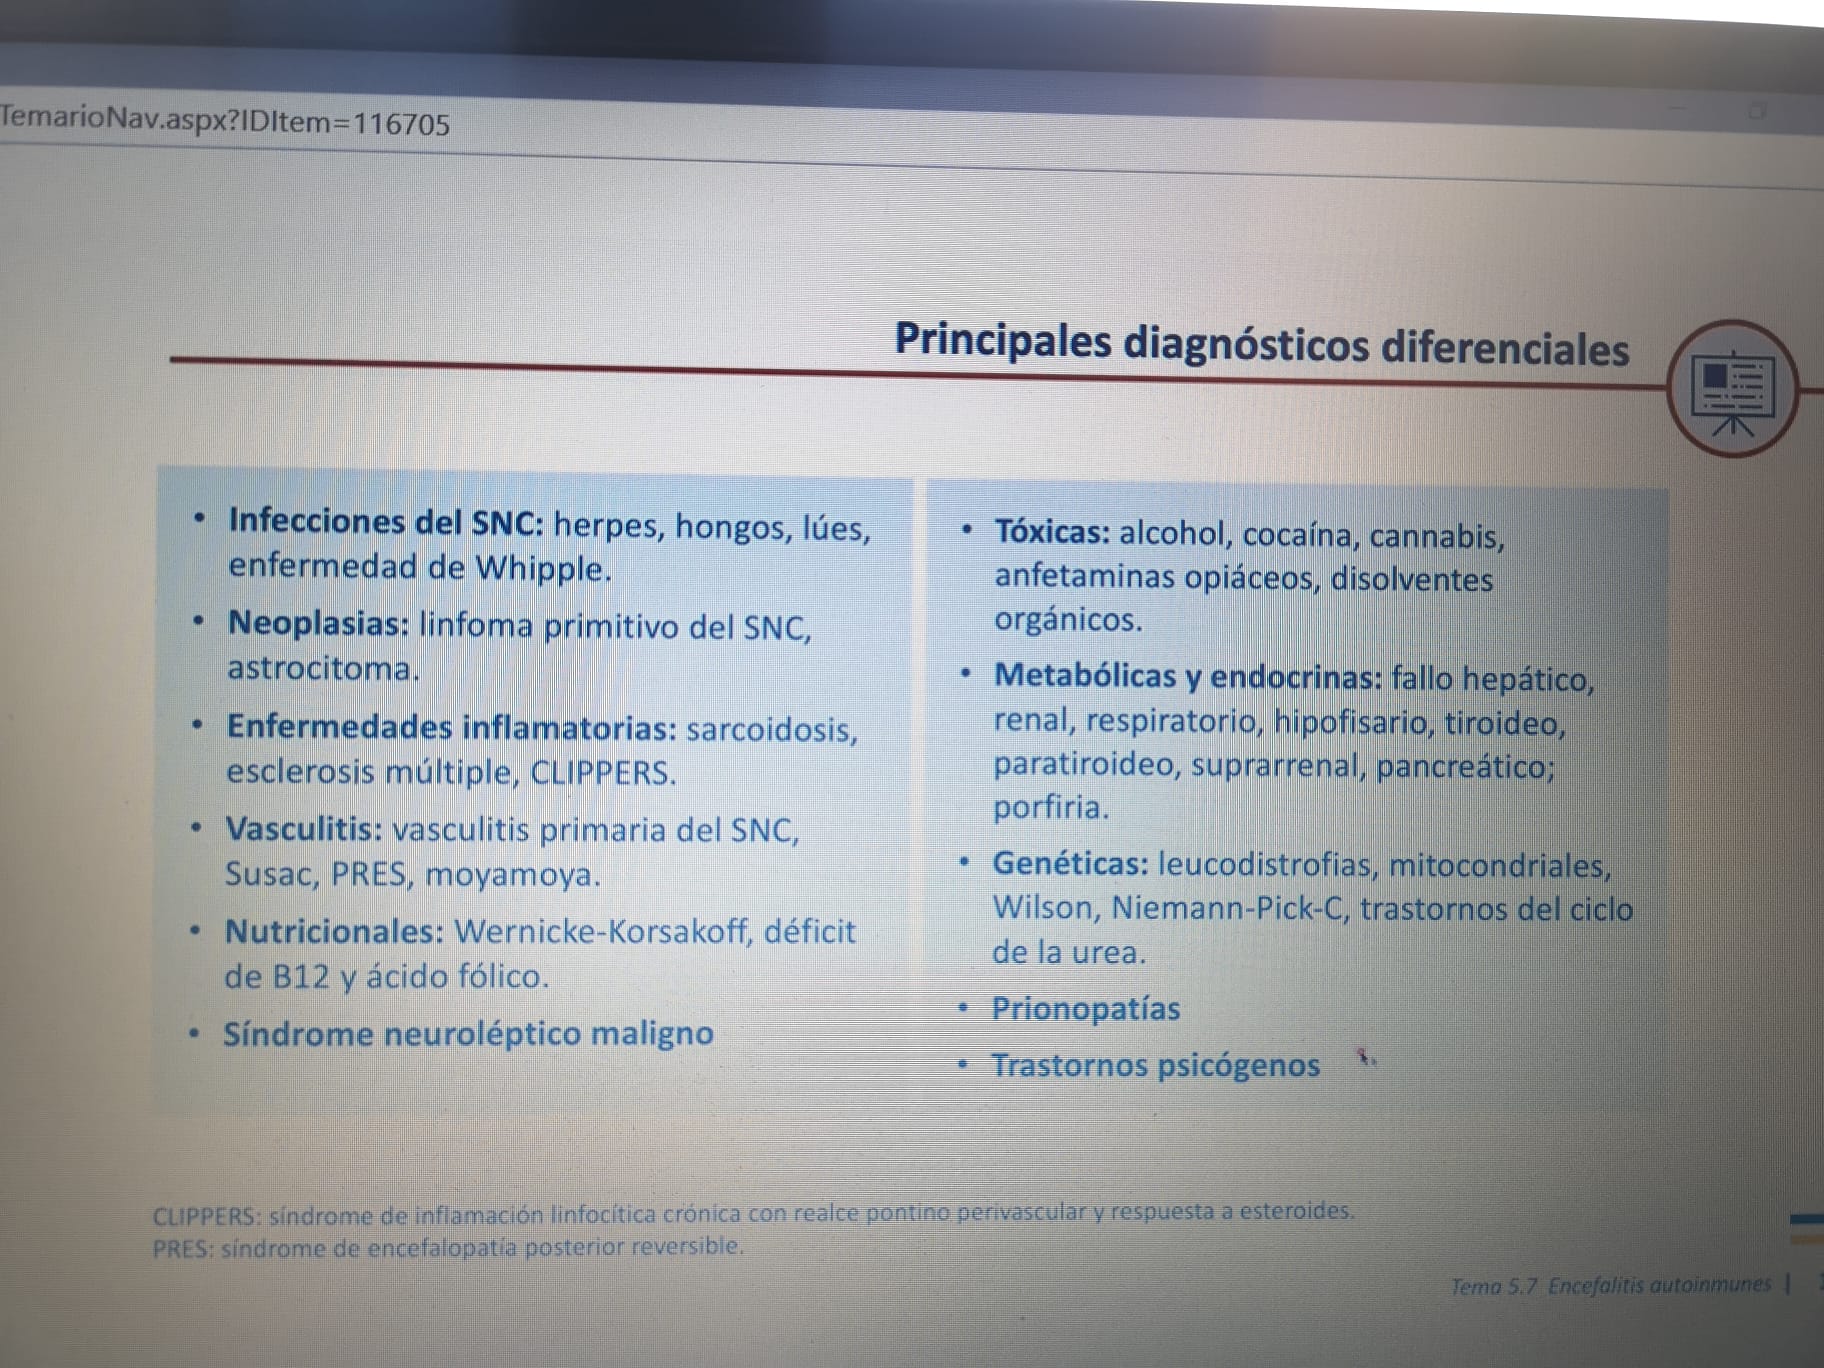 TemarioNav.aspx?IDItem=116705
Principales diagnósticos diferenciales
• Infecciones del SNC: herpes, hongos, lúes,
enfermedad de Whipple.
• Neoplasias: linfoma primitivo del SNC,
astrocitoma.
• Enfermedades inflamatorias: sarcoidosis,
esclerosis múltiple, CLIPPERS.
• Vasculitis: vasculitis primaria del SNC,
Susac, PRES, moyamoya.
• Nutricionales: Wernicke-Korsakoff, déficit
de B12 y ácido fólico.
• Síndrome neuroléptico maligno
• Tóxicas: alcohol, cocaína, cannabis,
anfetaminas opiáceos, disolventes
orgánicos.
• Metabólicas y endocrinas: fallo hepático,
renal, respiratorio, hipofisario, tiroideo,
paratiroideo, suprarrenal, pancreático;
porfiria.
• Genéticas: leucodistrofias, mitocondriales,
Wilson, Niemann-Pick-C, trastornos del ciclo
de la urea.
• Prionopatías
• Trastornos psicógenos
CLIPPERS: síndrome de inflamación linfocítica crónica con realce pontino perivascular y respuesta a esteroides.
PRES: síndrome de encefalopatía posterior reversible.
Tema 5.7 Encefalitis autoinmunes |